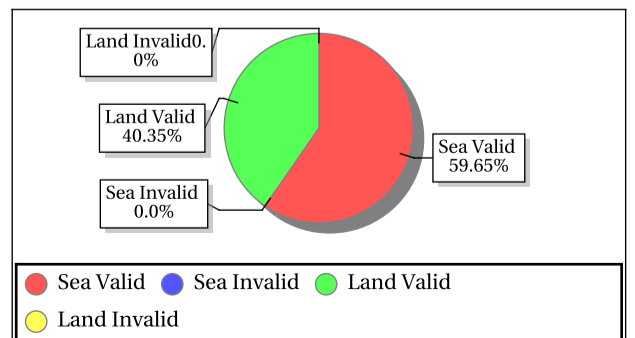 Land Invalid0.
0%
Land Valid
40.35%
Sea Valid
59.65%
Sea Invalid
0.0%
Sea Valid
Sea Invalid
Land Valid
Land Invalid